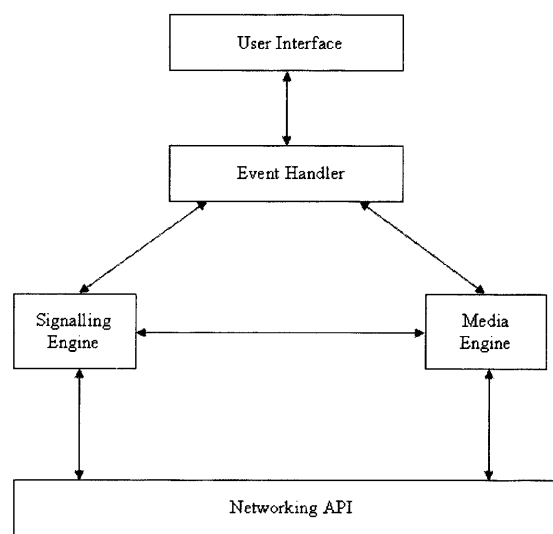 User Interface
Event Handler
Signalling
Engine
Media
Engine
Networking API